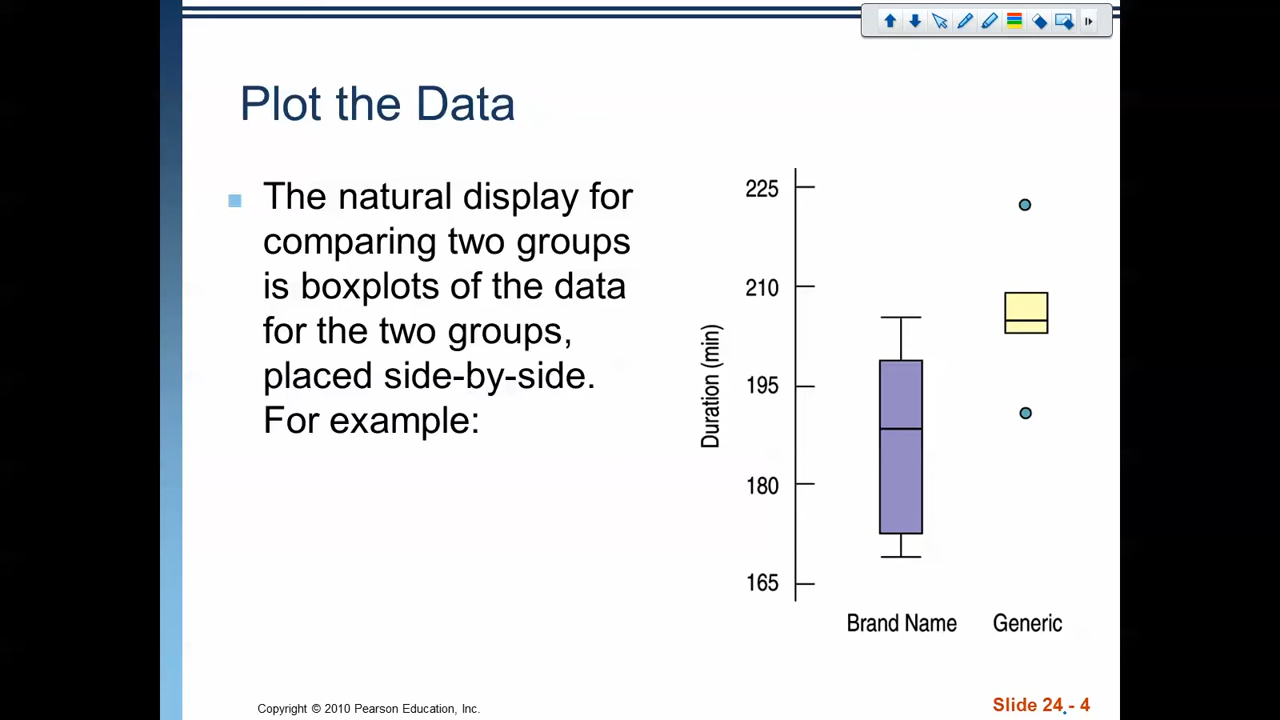 Plot the Data
The natural display for
comparing two groups
is boxplots of the data
for the two groups,
placed side-by-side.
For example:
225
210
195
180
165
Duration (min)
Brand Name
Generic
Copyright © 2010 Pearson Education, Inc.
Slide 24 - 4